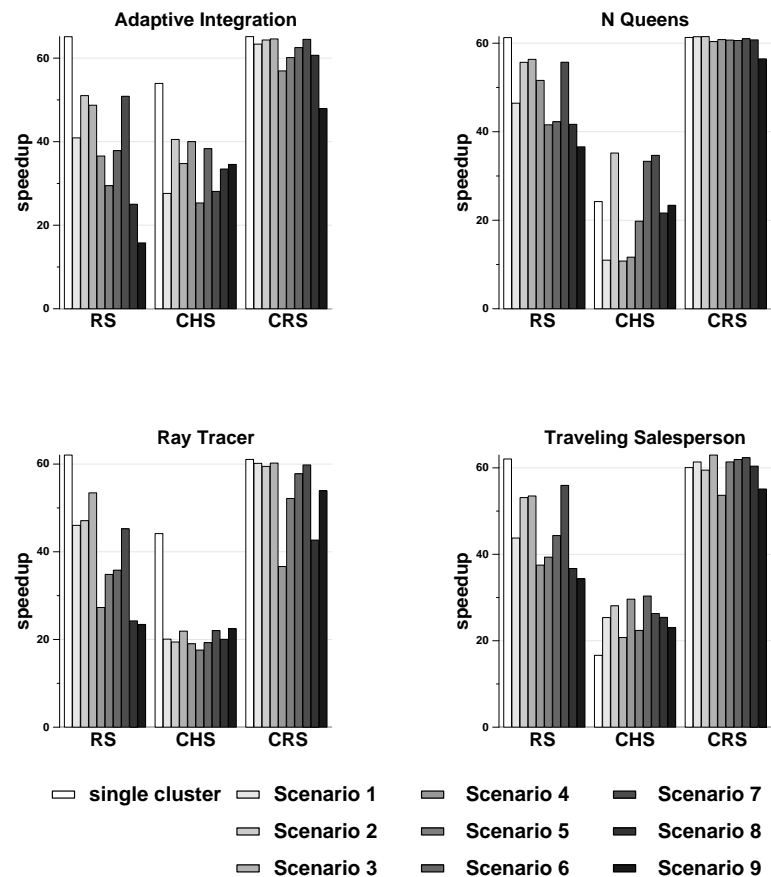 Adaptive Integration
speedup
60
40
20
0
RS CHS CRS
N Queens
speedup
60
40
20
0
RS CHS CRS
Ray Tracer
speedup
60
40
20
0
RS CHS CRS
Traveling Salesperson
speedup
60
40
20
0
RS CHS CRS
single cluster Scenario 1 Scenario 4 Scenario 7
Scenario 2 Scenario 5 Scenario 8
Scenario 3 Scenario 6 Scenario 9